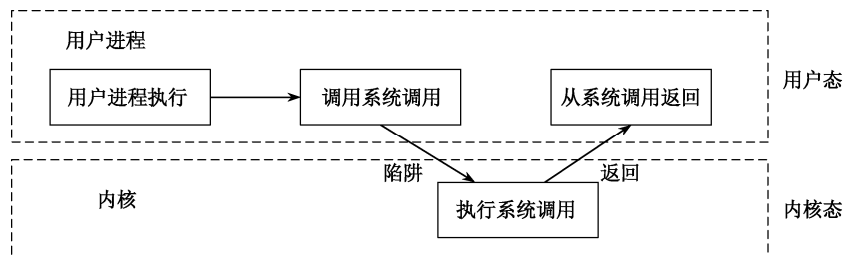 用户进程
用户进程执行
调用系统调用
从系统调用返回
用户态
陷阱
返回
内核
执行系统调用
内核态